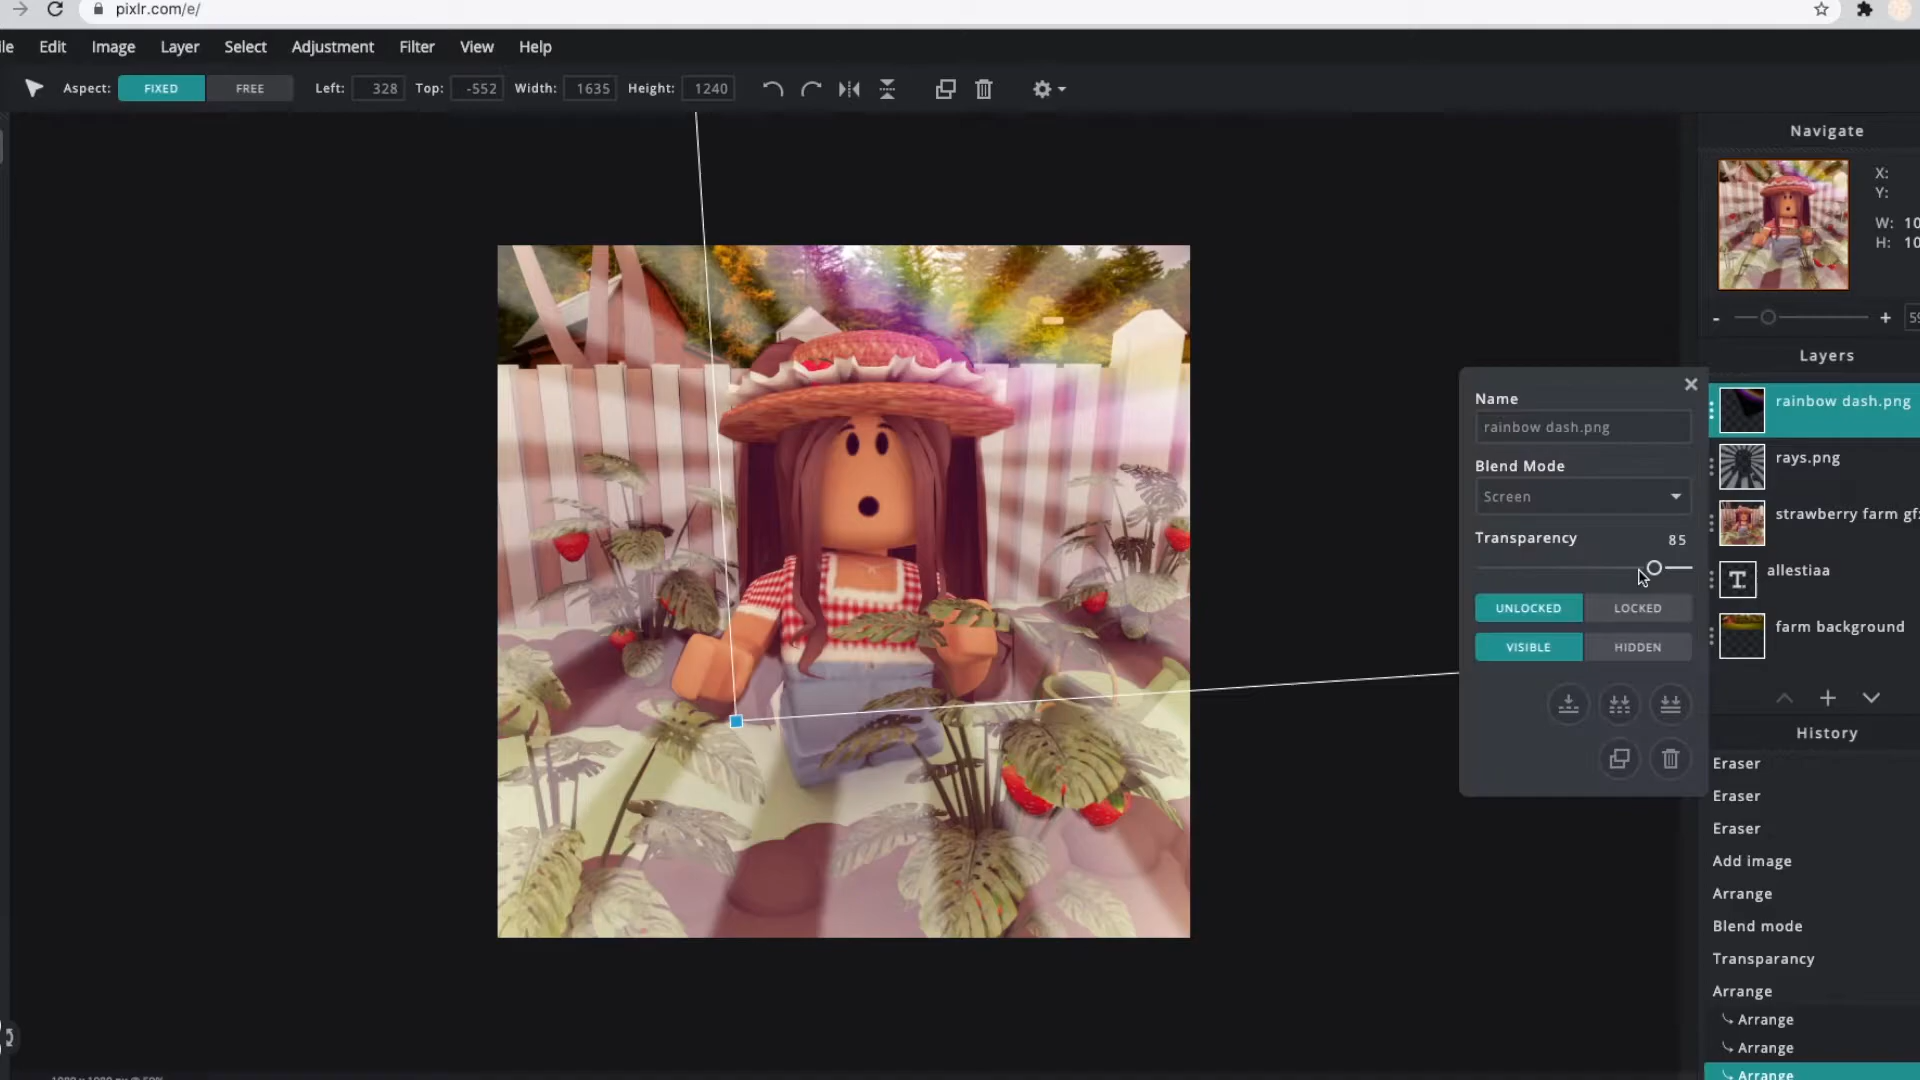 pixlr.com/e/
ile Edit Image Layer Select Adjustment Filter View Help
Aspect: FIXED FREE Left: 328 Top: -552 Width: 1635 Height: 1240
Navigate
X:
Y:
W: 10
H: 10
- + 59
Layers
rainbow dash.png
rays.png
strawberry farm gf
T allestiaa
farm background
Name
rainbow dash.png
Blend Mode
Screen
Transparency 85
UNLOCKED LOCKED
VISIBLE HIDDEN
History
Eraser
Eraser
Eraser
Add image
Arrange
Blend mode
Transparancy
Arrange
Arrange
Arrange
Arrange